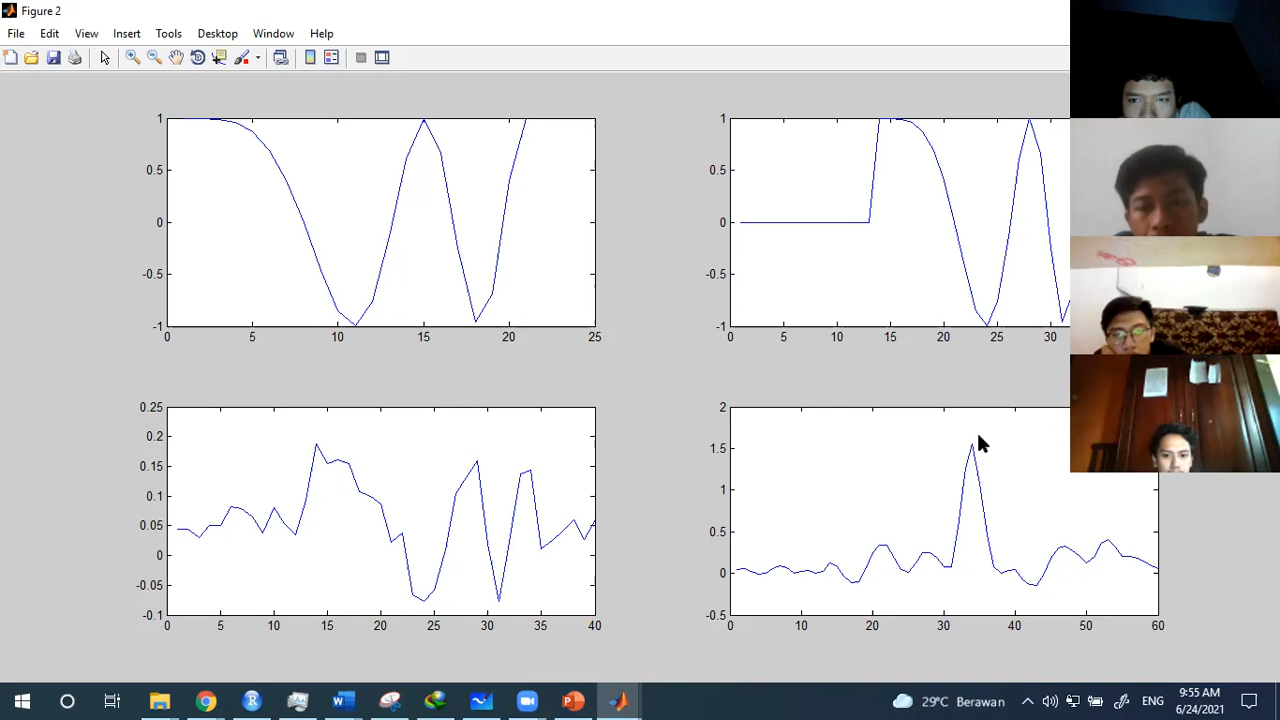 Figure 2
File Edit View Insert Tools Desktop Window Help
1
0.5
0
-0.5
-1
0 5 10 15 20 25
1
0.5
0
-0.5
-1
0 5 10 15 20 25 30
0.25
0.2
0.15
0.1
0.05
0
-0.05
-0.1
0 5 10 15 20 25 30 35 40
2
1.5
1
0.5
0
-0.5
0 10 20 30 40 50 60
29°C Berawan
ENG
9:55 AM
6/24/2021